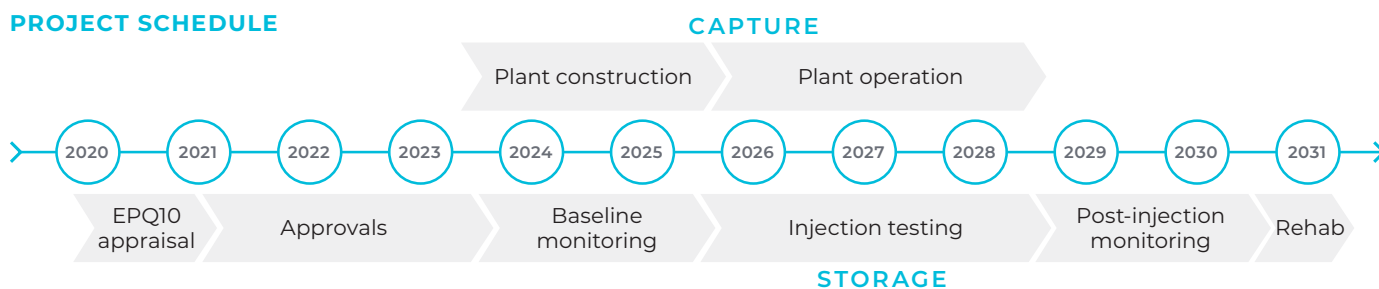 PROJECT SCHEDULE
CAPTURE
Plant construction
Plant operation
2020
2021
2022
2023
2024
2025
2026
2027
2028
2029
2030
2031
EPQ10
appraisal
Approvals
Baseline
monitoring
Injection testing
Post-injection
monitoring
Rehab
STORAGE